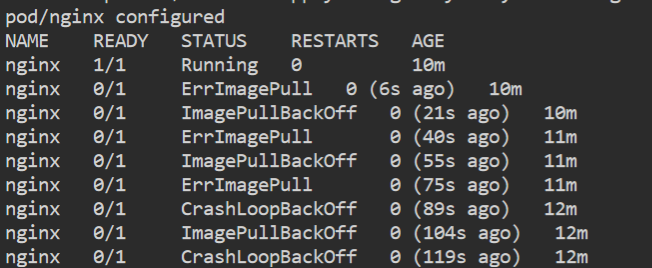 pod/nginx configured
NAME READY STATUS RESTARTS AGE
nginx 1/1 Running 0 10m
nginx 0/1 ErrImagePull 0 (6s ago) 10m
nginx 0/1 ImagePullBackOff 0 (21s ago) 10m
nginx 0/1 ErrImagePull 0 (40s ago) 11m
nginx 0/1 ImagePullBackOff 0 (55s ago) 11m
nginx 0/1 ErrImagePull 0 (75s ago) 11m
nginx 0/1 CrashLoopBackOff 0 (89s ago) 12m
nginx 0/1 ImagePullBackOff 0 (104s ago) 12m
nginx 0/1 CrashLoopBackOff 0 (119s ago) 12m